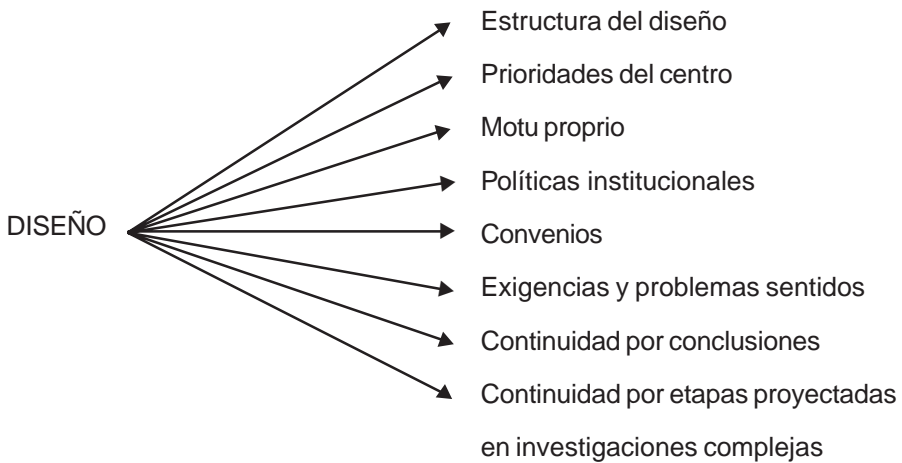 Estructura del diseño
Prioridades del centro
Motu proprio
Políticas institucionales
DISEÑO
Convenios
Exigencias y problemas sentidos
Continuidad por conclusiones
Continuidad por etapas proyectadas
en investigaciones complejas